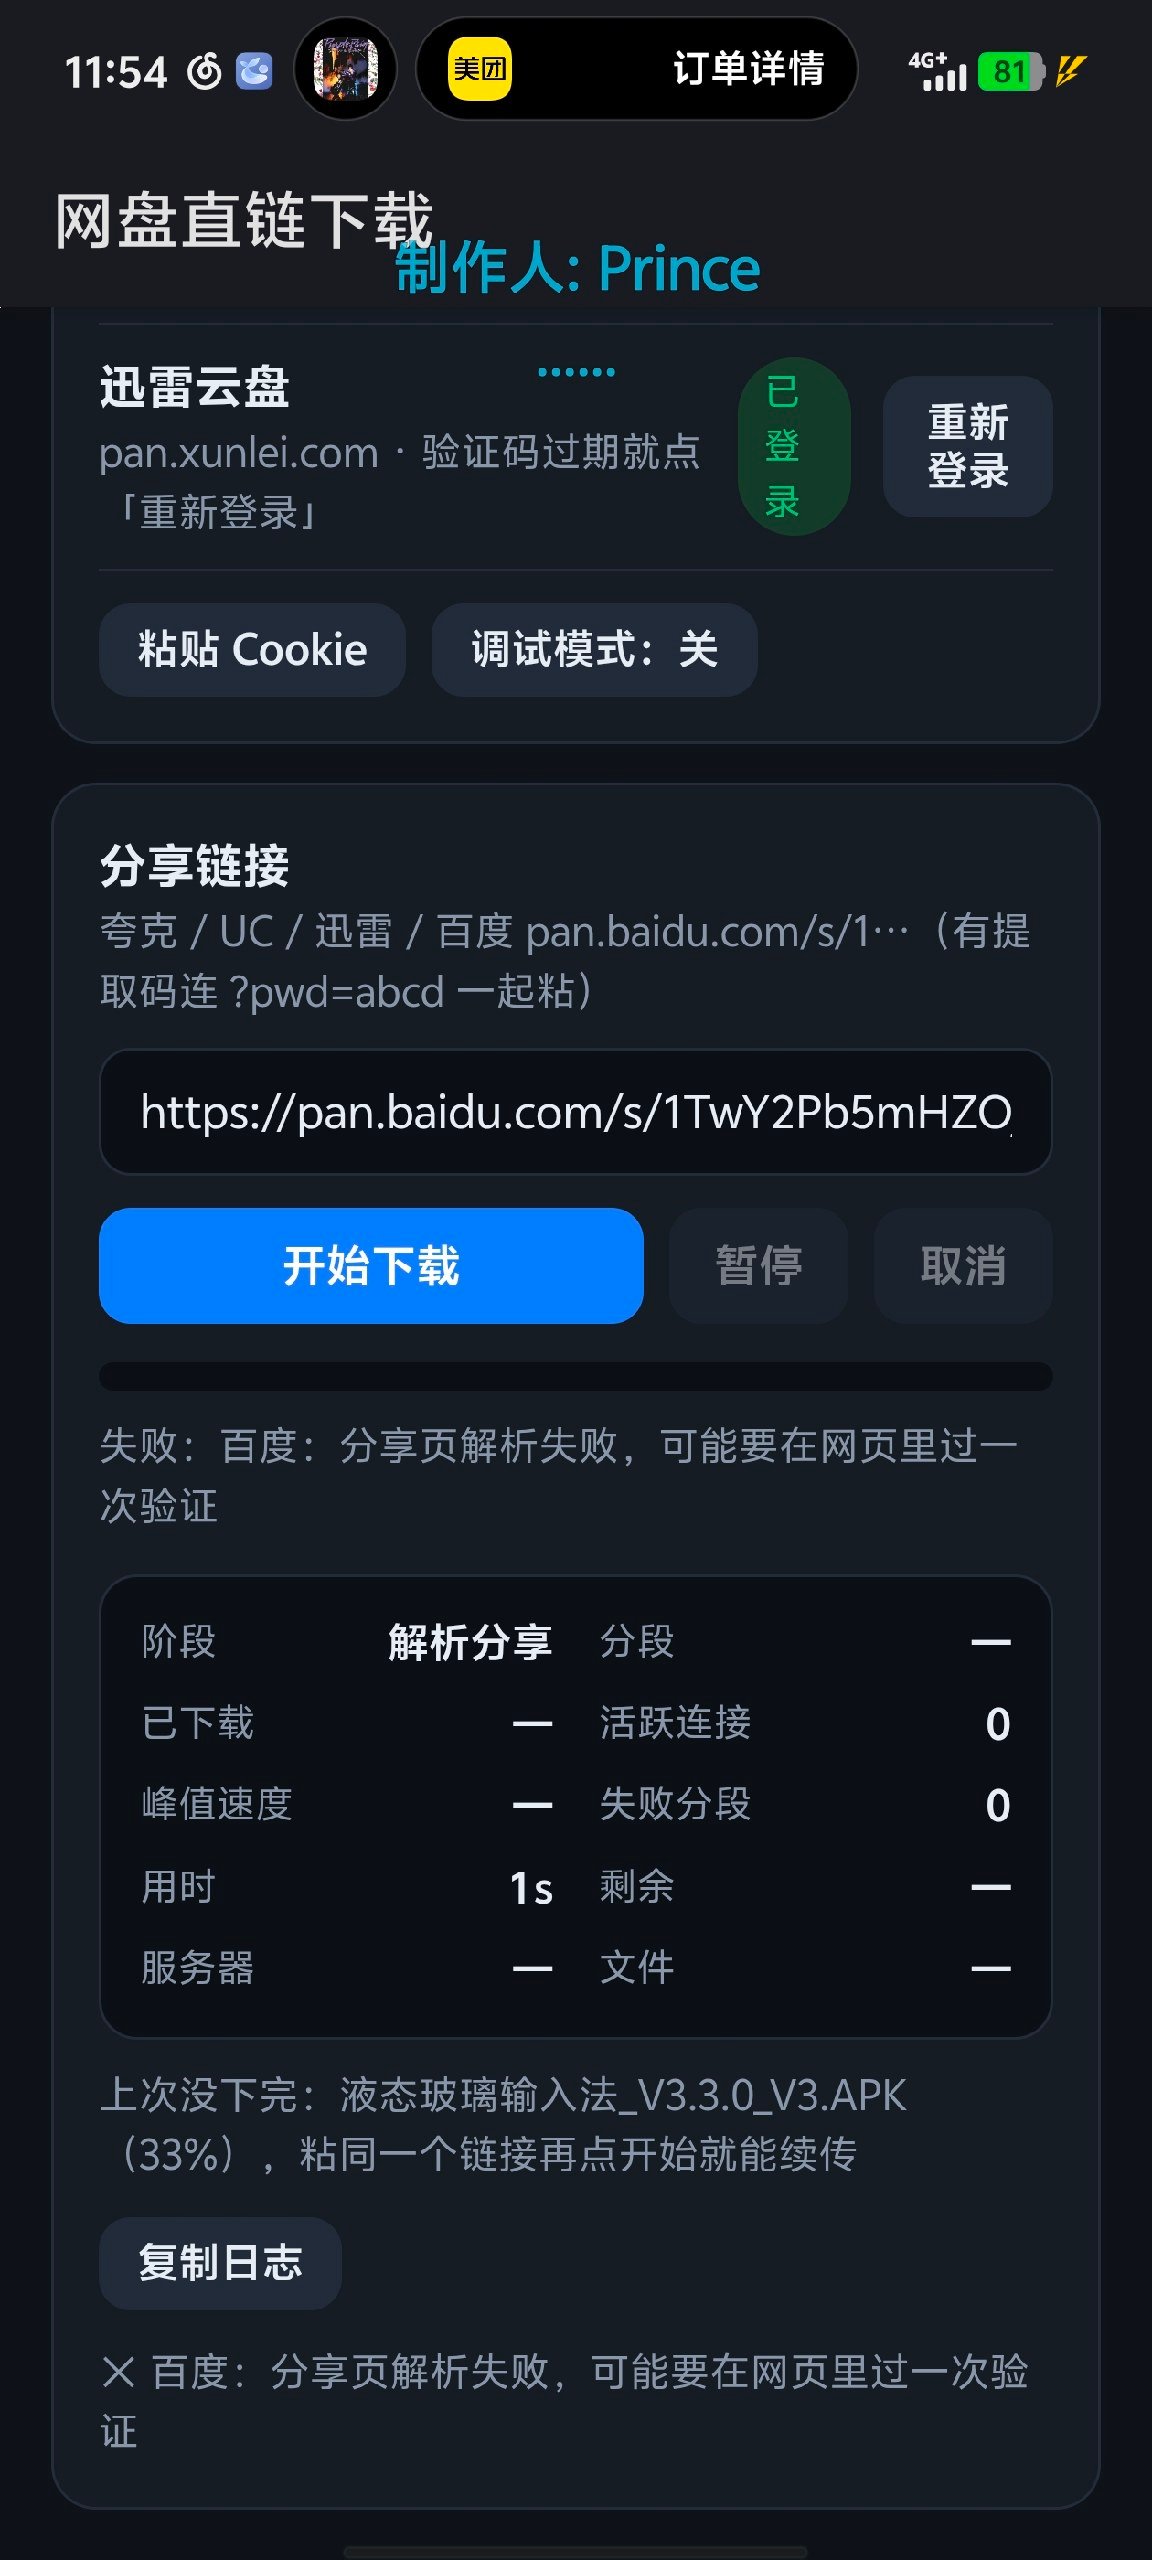 11:54
美团 订单详情
4G+ 81
网盘直链下载
制作人: Prince
迅雷云盘
pan.xunlei.com · 验证码过期就点
「重新登录」
已
登
录
重新
登录
粘贴 Cookie
调试模式：关
分享链接
夸克 / UC / 迅雷 / 百度 pan.baidu.com/s/1…（有提
取码连 ?pwd=abcd 一起粘）
https://pan.baidu.com/s/1TwY2Pb5mHZO
开始下载
暂停
取消
失败：百度：分享页解析失败，可能要在网页里过一
次验证
阶段 解析分享 分段 —
已下载 — 活跃连接 0
峰值速度 — 失败分段 0
用时 1s 剩余 —
服务器 — 文件 —
上次没下完：液态玻璃输入法_V3.3.0_V3.APK
（33%），粘同一个链接再点开始就能续传
复制日志
✕ 百度：分享页解析失败，可能要在网页里过一次验
证